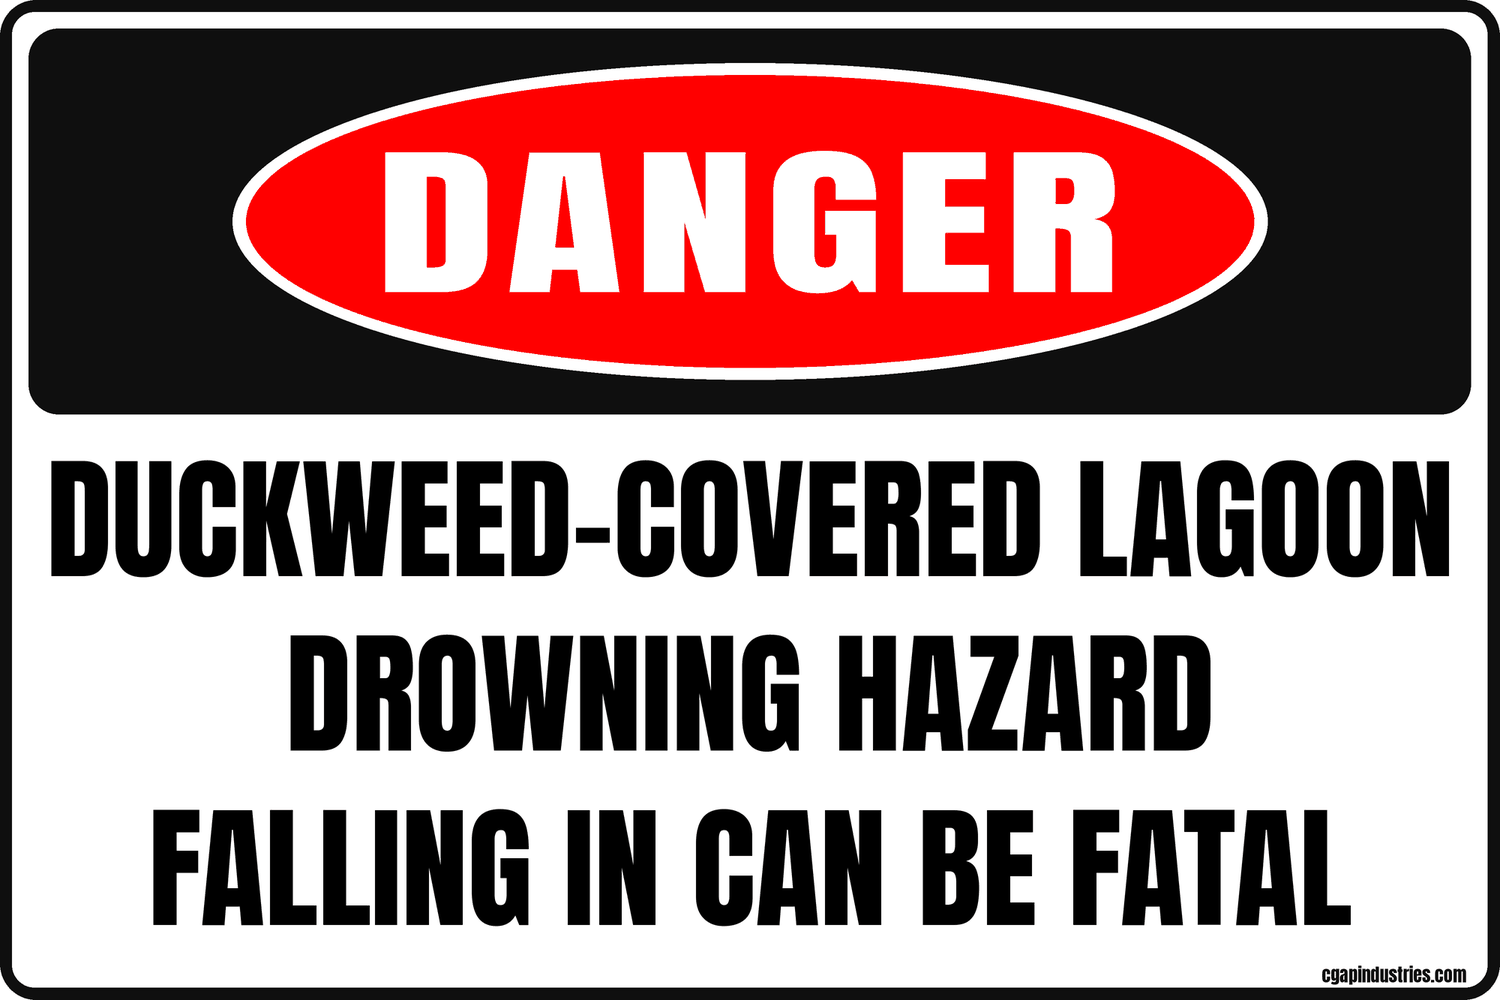 DANGER
DUCKWEED-COVERED LAGOON
DROWNING HAZARD
FALLING IN CAN BE FATAL
cgapindustries.com